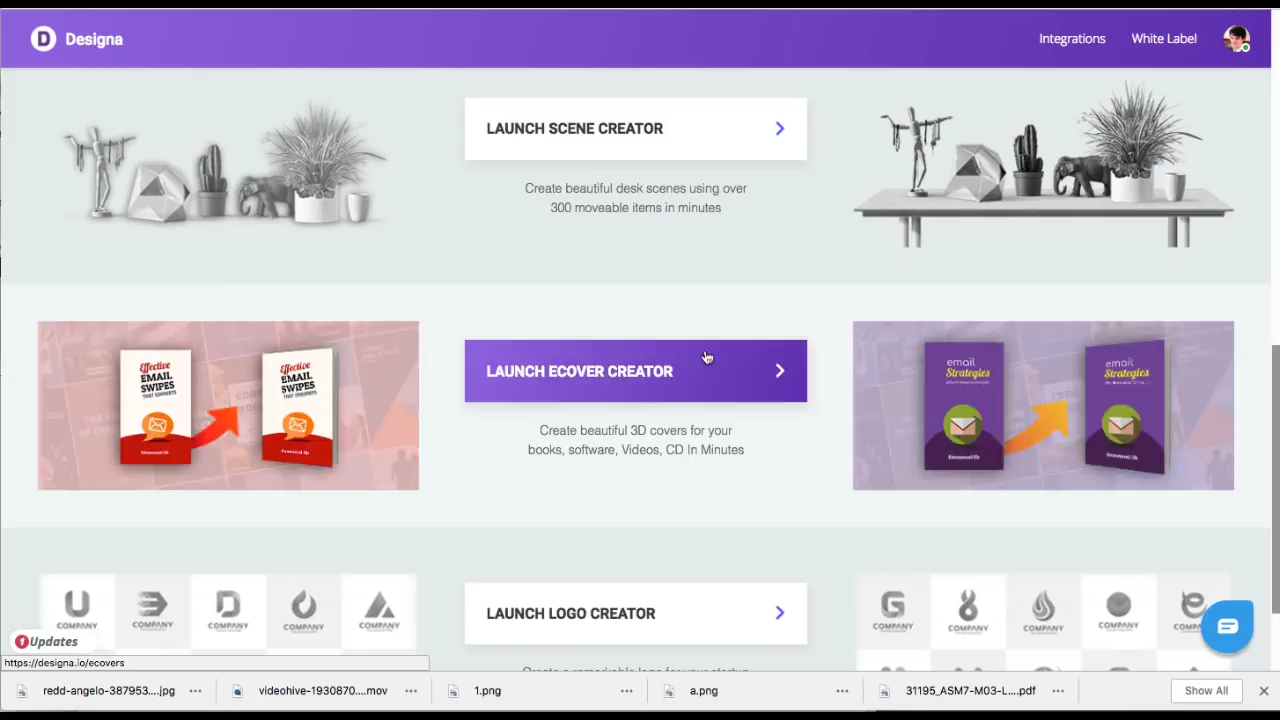 D Designa
Integrations
White Label
LAUNCH SCENE CREATOR
Create beautiful desk scenes using over
300 moveable items in minutes
Effective
EMAIL
SWIPES
THAT CONVERTS
Effective
EMAIL
SWIPES
LAUNCH ECOVER CREATOR
Create beautiful 3D covers for your
books, software, Videos, CD In Minutes
email
Strategies
email
Strategies
COMPANY
COMPANY
COMPANY
COMPANY
COMPANY
LAUNCH LOGO CREATOR
COMPANY
COMPANY
COMPANY
COMPANY
1 Updates
https://designa.io/ecovers
redd-angelo-387953....jpg
videohive-1930870....mov
1.png
a.png
31195_ASM7-M03-L....pdf
Show All